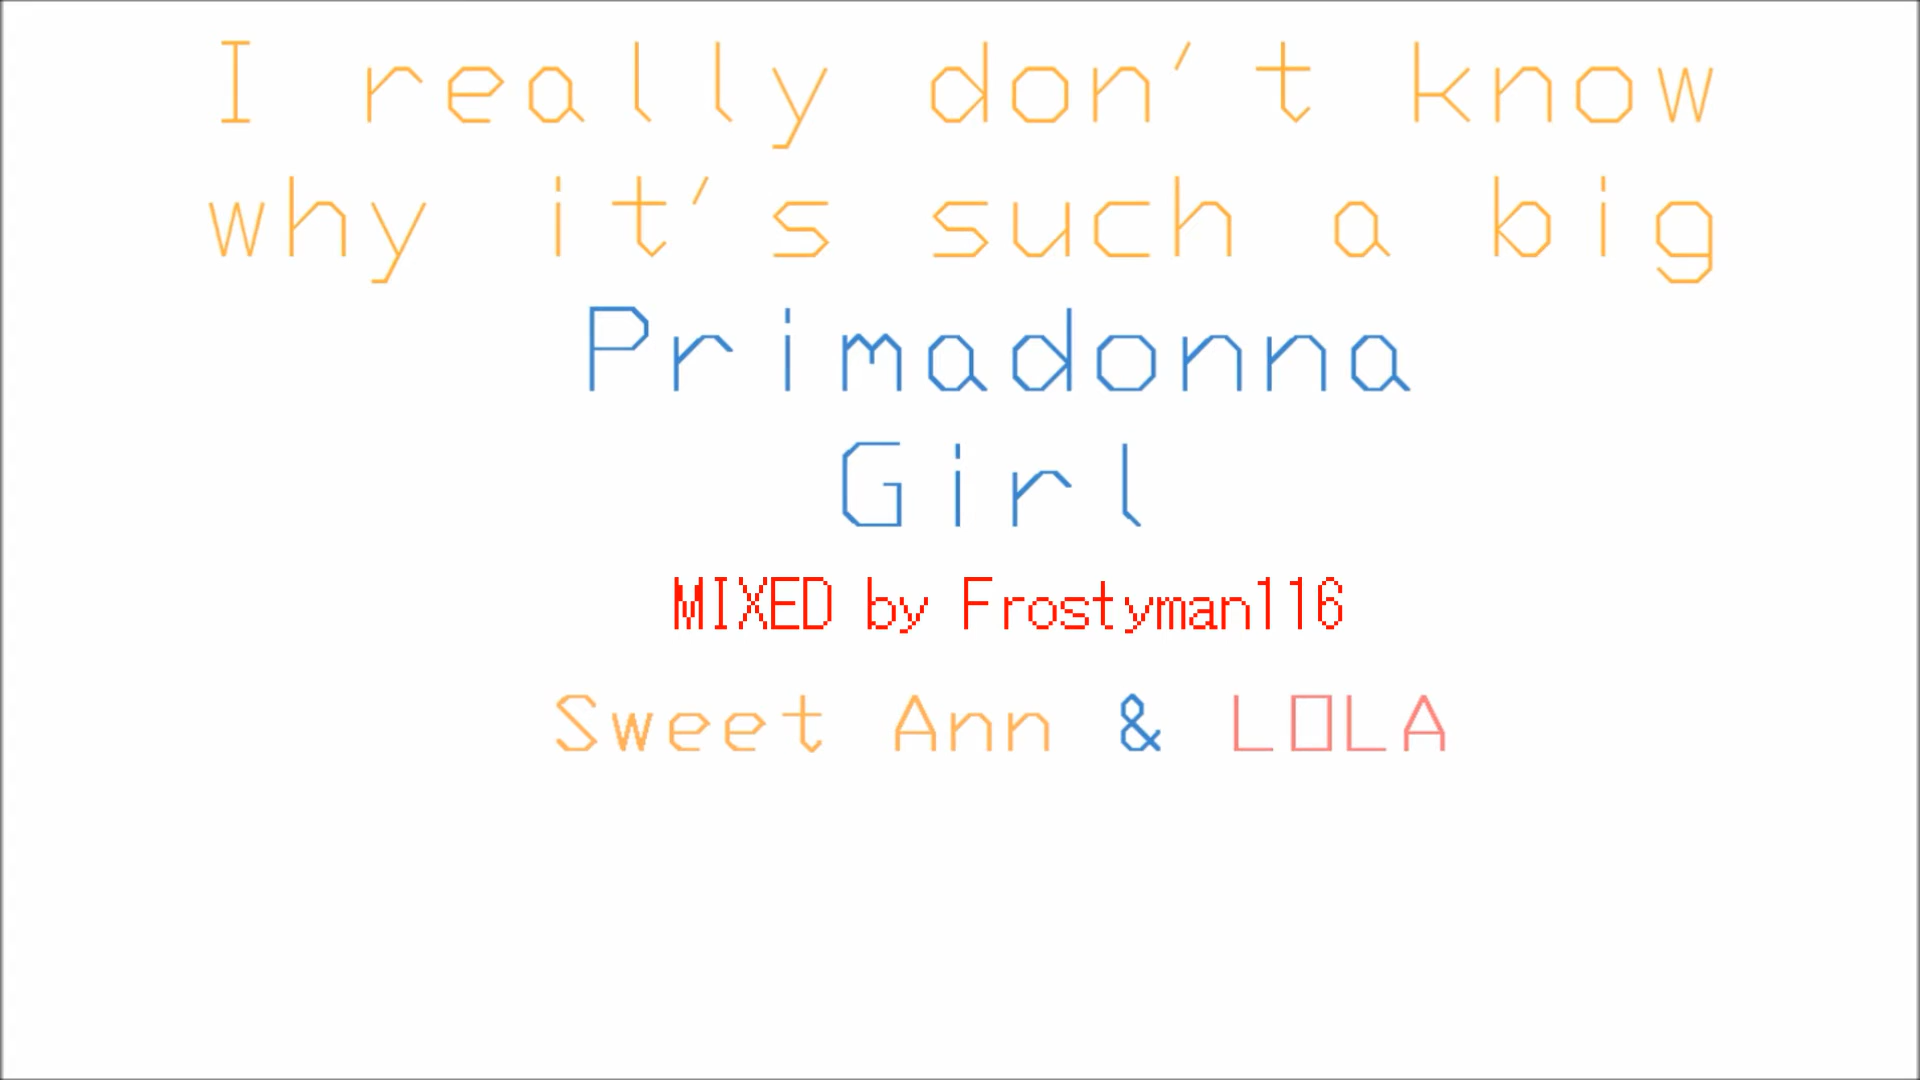 I really don't know
why it's such a big
Primadonna
Girl
MIXED by Frostyman116
Sweet Ann & LOLA